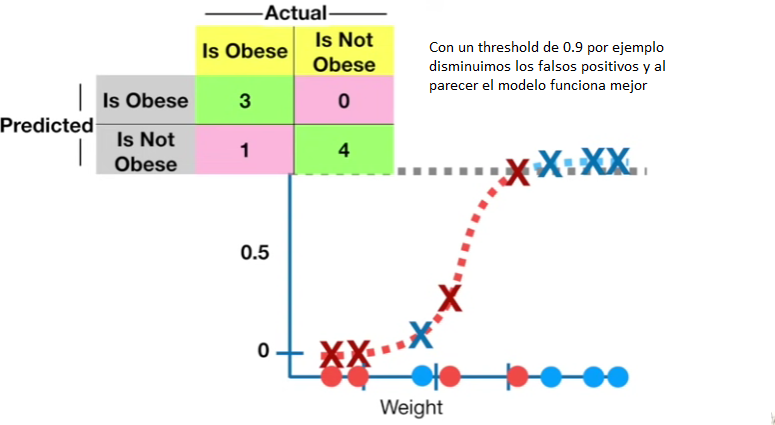 Actual
Is Obese
Is Not
Obese
Predicted
Is Obese
3
0
Is Not
Obese
1
4
Con un threshold de 0.9 por ejemplo
disminuimos los falsos positivos y al
parecer el modelo funciona mejor
0.5
0
Weight